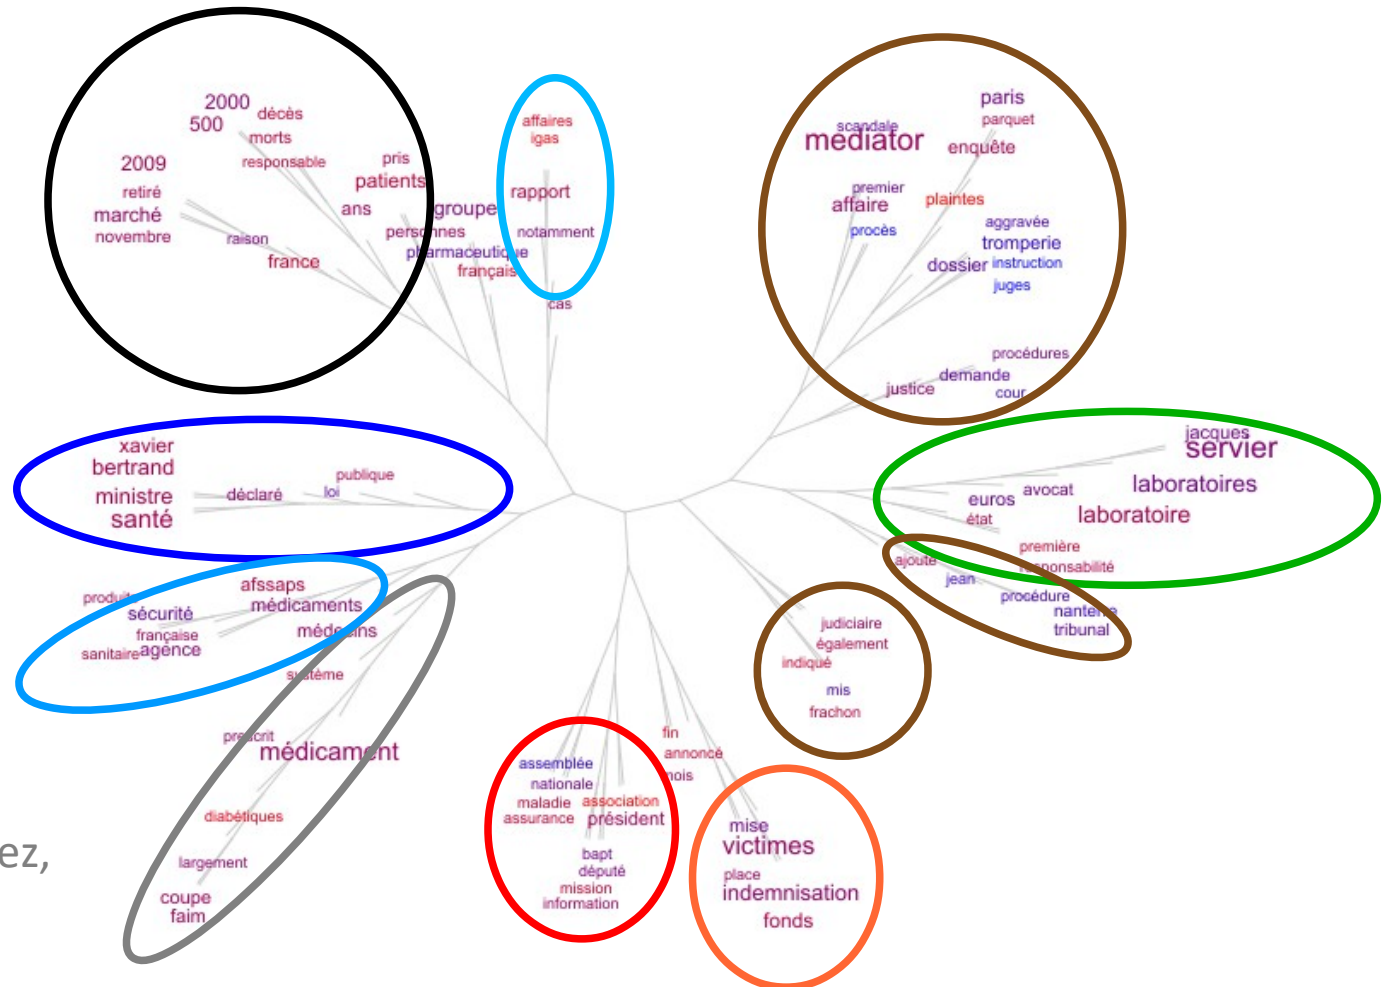 2000
décès
500
morts
2009
responsable
retiré
marché
novembre
raison
france
pris
patients
ans
groupe
personnes
pharmaceutique
français
affaires
igas
rapport
notamment
cas
scandale
mediator
premier
affaire
procès
paris
parquet
enquête
plaintes
aggravée
tromperie
dossier instruction
juges
procédures
demande
justice
cour
xavier
bertrand
ministre
santé
déclaré
loi
publique
jacques
servier
laboratoires
avocat
euros
laboratoire
état
première
responsabilité
ajouté
jean
procédure
nanterre
tribunal
afssaps
produits
médicaments
sécurité
française
sanitaire agence
médecins
système
prescrit
médicament
diabétiques
largement
coupe
faim
ez,
judiciaire
également
indiqué
mis
frachon
fin
annoncé
mois
assemblée
nationale
maladie association
assurance président
bapt
député
mission
information
mise
victimes
place
indemnisation
fonds